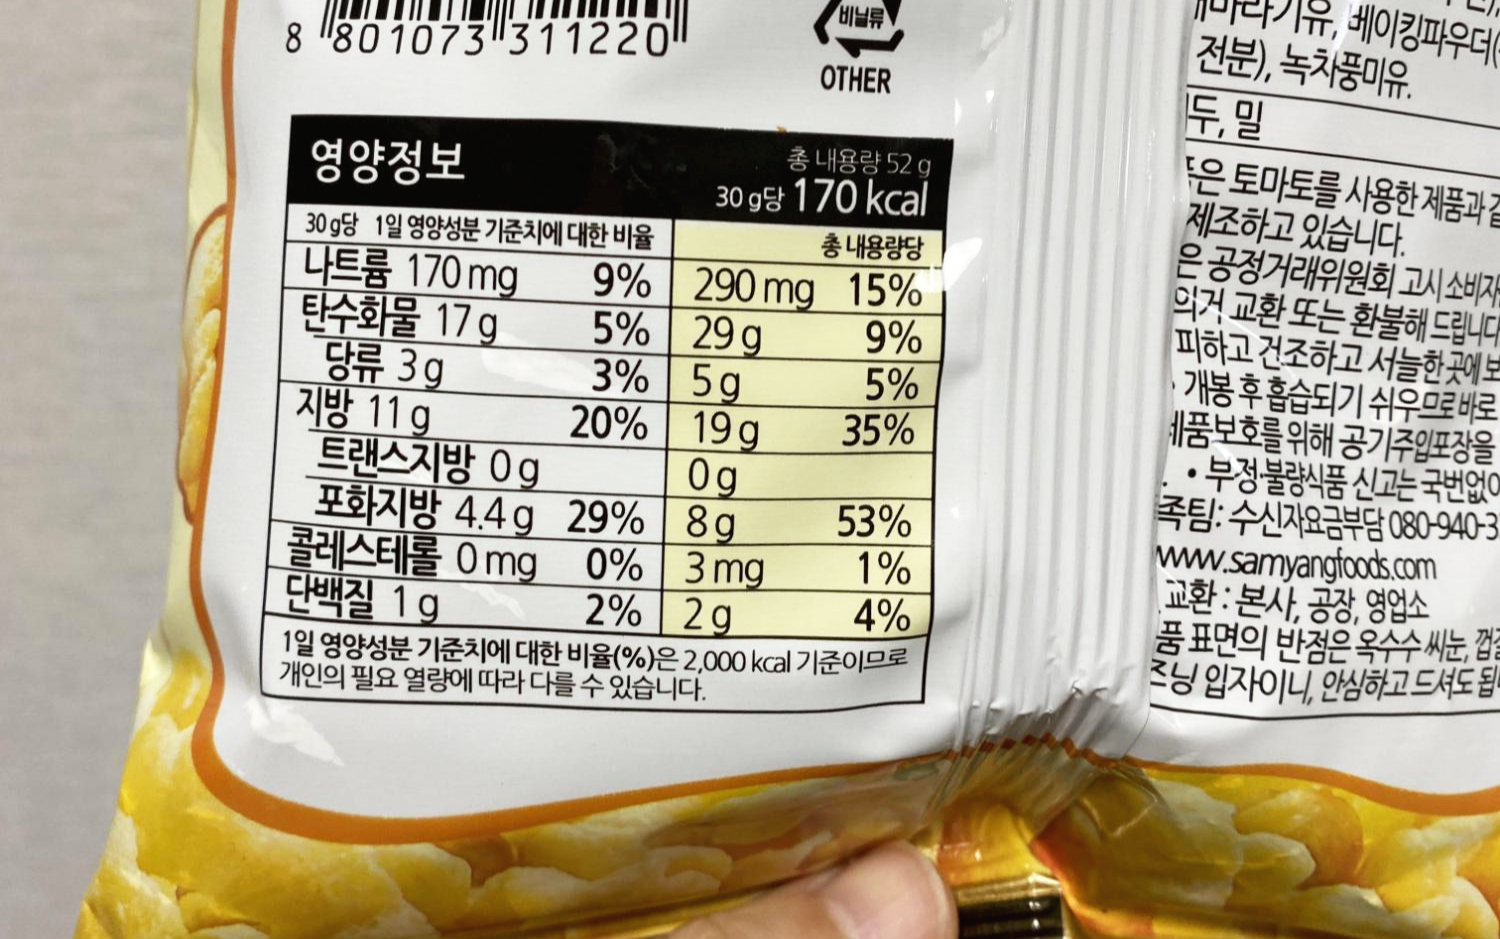 8 801073 311220
비닐류
OTHER
영양정보
총 내용량 52 g
30 g당 170 kcal
30 g당 1일 영양성분 기준치에 대한 비율 총 내용량당
나트륨 170 mg 9% 290 mg 15%
탄수화물 17 g 5% 29 g 9%
당류 3 g 3% 5 g 5%
지방 11 g 20% 19 g 35%
트랜스지방 0 g 0 g
포화지방 4.4 g 29% 8 g 53%
콜레스테롤 0 mg 0% 3 mg 1%
단백질 1 g 2% 2 g 4%
1일 영양성분 기준치에 대한 비율(%)은 2,000 kcal 기준이므로
개인의 필요 열량에 따라 다를 수 있습니다.
베이킹파우더(
전분), 녹차풍미유.
두, 밀
은 토마토를 사용한 제품과
제조하고 있습니다.
은 공정거래위원회 고시 소비자
의거 교환 또는 환불해 드립니다
피하고 건조하고 서늘한 곳에
• 개봉 후 흡습되기 쉬우므로 바로
제품보호를 위해 공기주입포장을
• 부정·불량식품 신고는 국번없이
족팀: 수신자요금부담 080-940-3
www.samyangfoods.com
교환 : 본사, 공장, 영업소
품 표면의 반점은 옥수수 씨눈,
즈닝 입자이니, 안심하고 드셔도